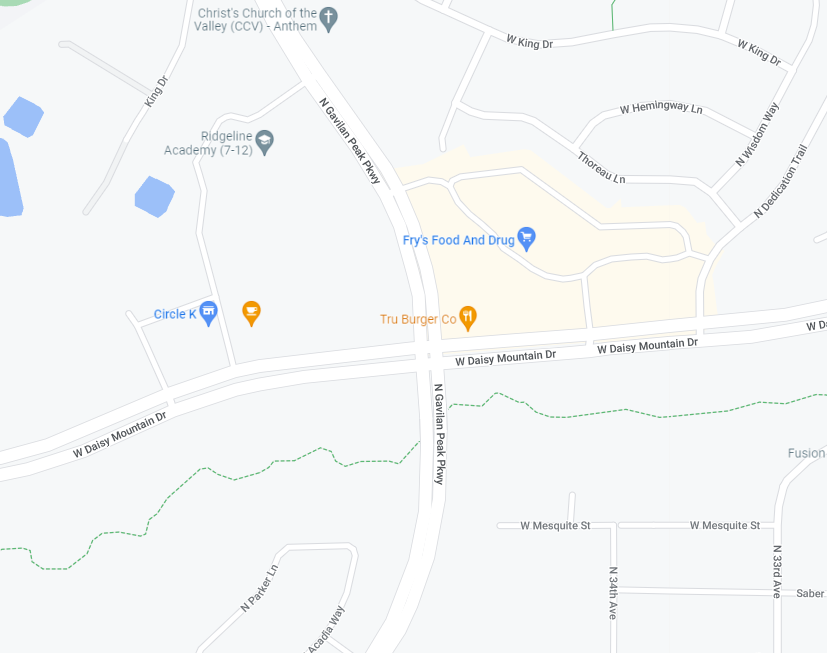 Christ's Church of the
Valley (CCV) - Anthem
W King Dr
W King Dr
King Dr
N Gavilan Peak Pkwy
W Hemingway Ln
N Wisdom Way
Ridgeline
Academy (7-12)
Thoreau Ln
N Dedication Trail
Fry's Food And Drug
Circle K
Tru Burger Co
W Daisy Mountain Dr
W Daisy Mountain Dr
W Da
W Daisy Mountain Dr
N Gavilan Peak Pkwy
Fusion
W Mesquite St
W Mesquite St
N Parker Ln
N 34th Ave
N 33rd Ave
Saber
Acadia Way